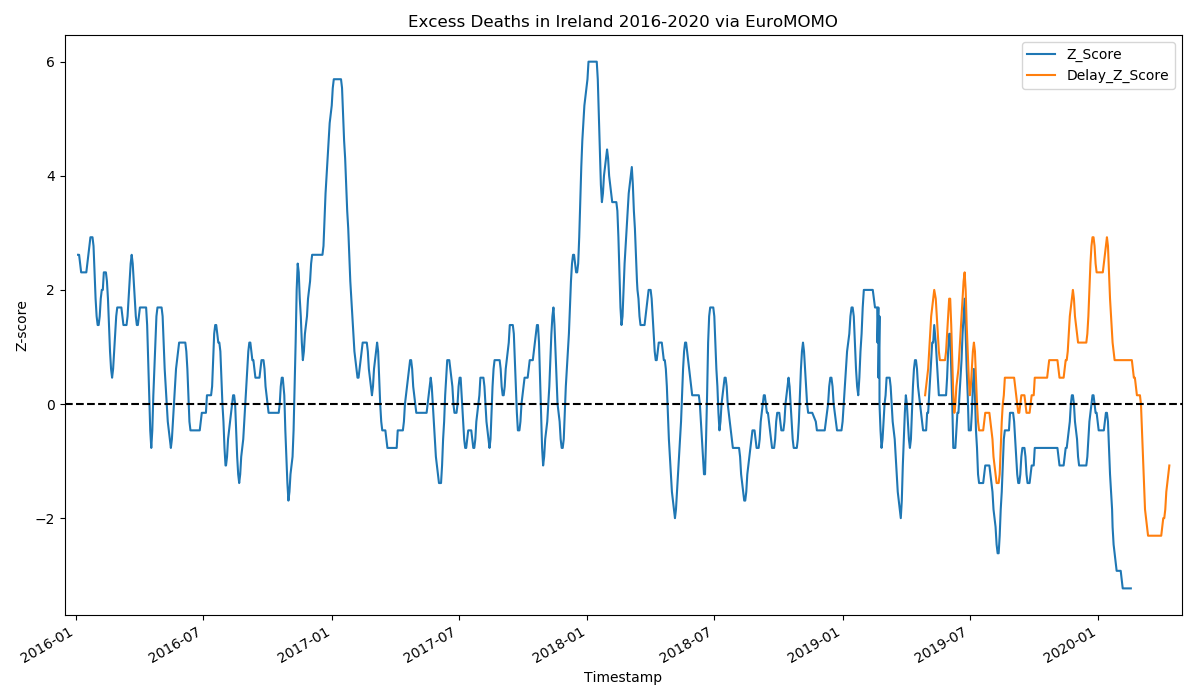 Excess Deaths in Ireland 2016-2020 via EuroMOMO
Z_Score
Delay_Z_Score
Z-score
6
4
2
0
−2
2016-01
2016-07
2017-01
2017-07
2018-01
2018-07
2019-01
2019-07
2020-01
Timestamp